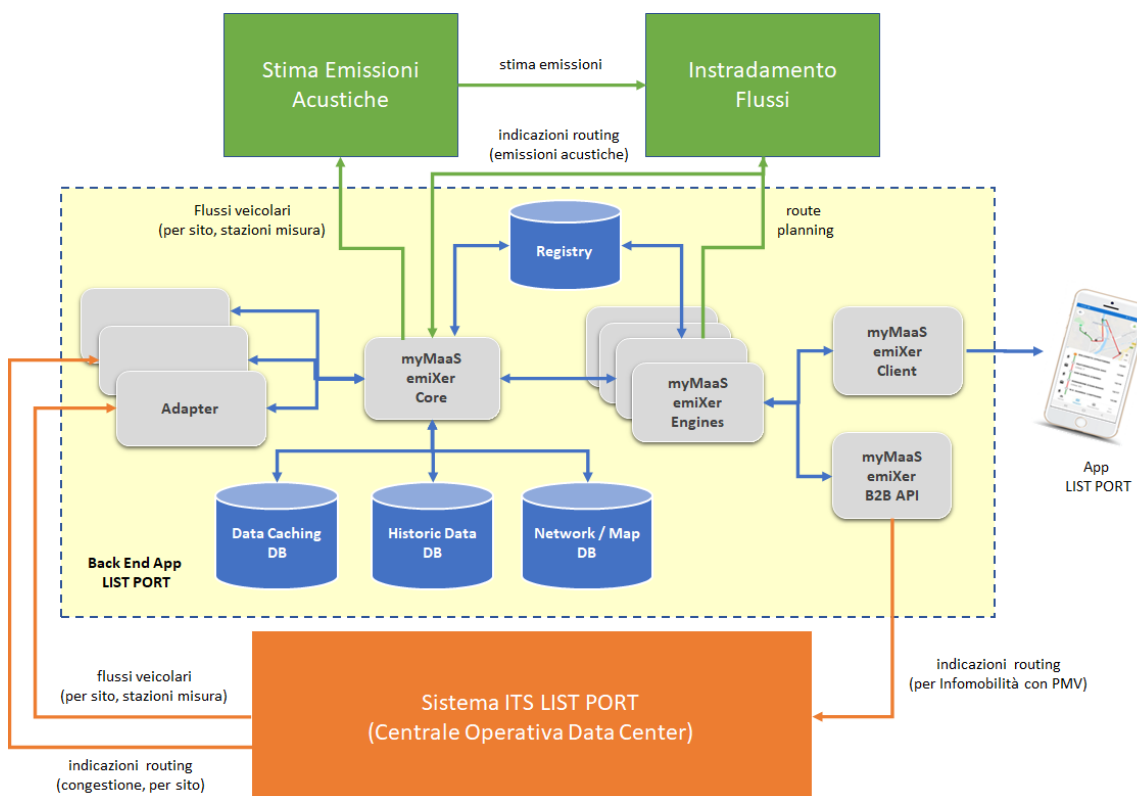 Stima Emissioni
Acustiche
stima emissioni
Instradamento
Flussi
indicazioni routing
(emissioni acustiche)
Flussi veicolari
(per sito, stazioni misura)
route
planning
Registry
Adapter
myMaaS
emiXer
Core
myMaaS
emiXer
Engines
myMaaS
emiXer
Client
myMaaS
emiXer
B2B API
App
LIST PORT
Data Caching
DB
Historic Data
DB
Network / Map
DB
Back End App
LIST PORT
flussi veicolari
(per sito, stazioni misura)
Sistema ITS LIST PORT
(Centrale Operativa Data Center)
indicazioni routing
(per Infomobilità con PMV)
indicazioni routing
(congestione, per sito)